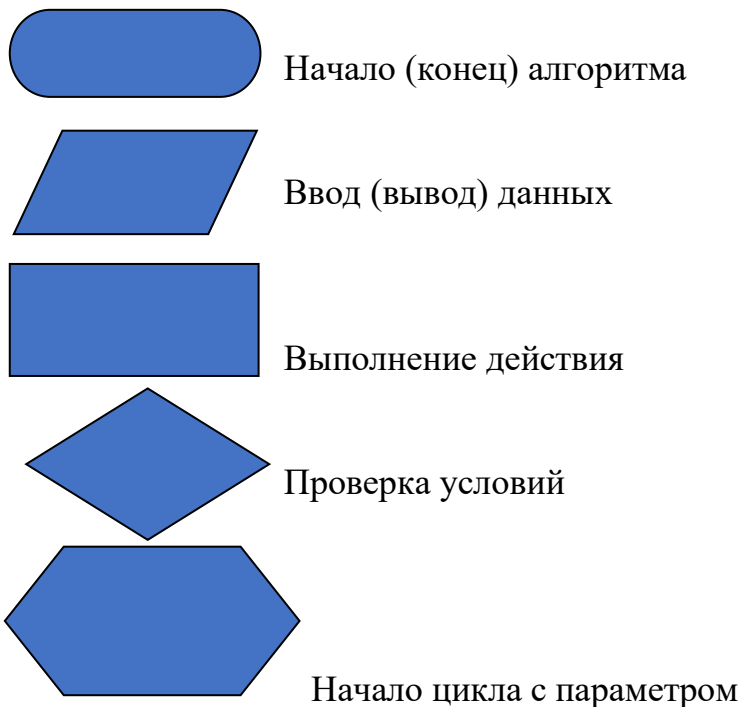 Начало (конец) алгоритма
Ввод (вывод) данных
Выполнение действия
Проверка условий
Начало цикла с параметром